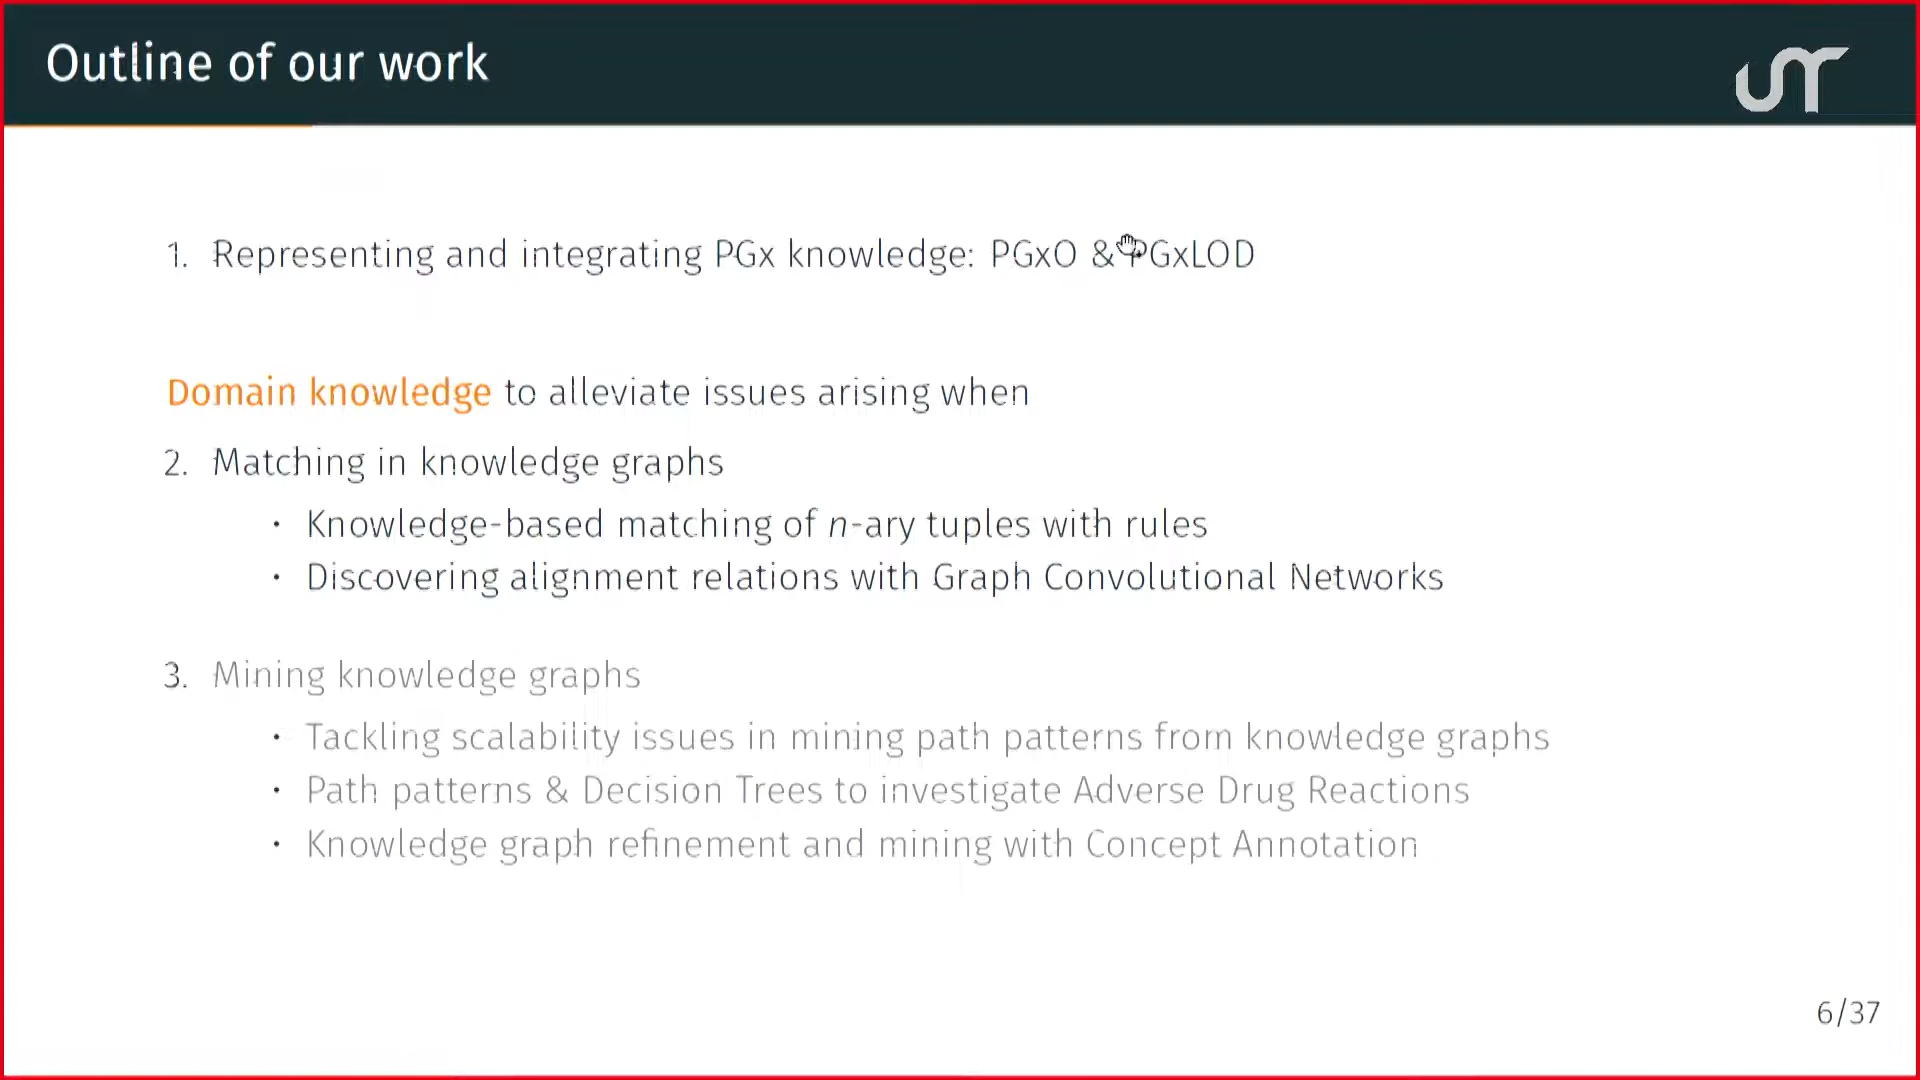 Outline of our work
1. Representing and integrating PGx knowledge: PGxO & PGxLOD
Domain knowledge to alleviate issues arising when
2. Matching in knowledge graphs
• Knowledge-based matching of n-ary tuples with rules
• Discovering alignment relations with Graph Convolutional Networks
3. Mining knowledge graphs
• Tackling scalability issues in mining path patterns from knowledge graphs
• Path patterns & Decision Trees to investigate Adverse Drug Reactions
• Knowledge graph refinement and mining with Concept Annotation
6/37